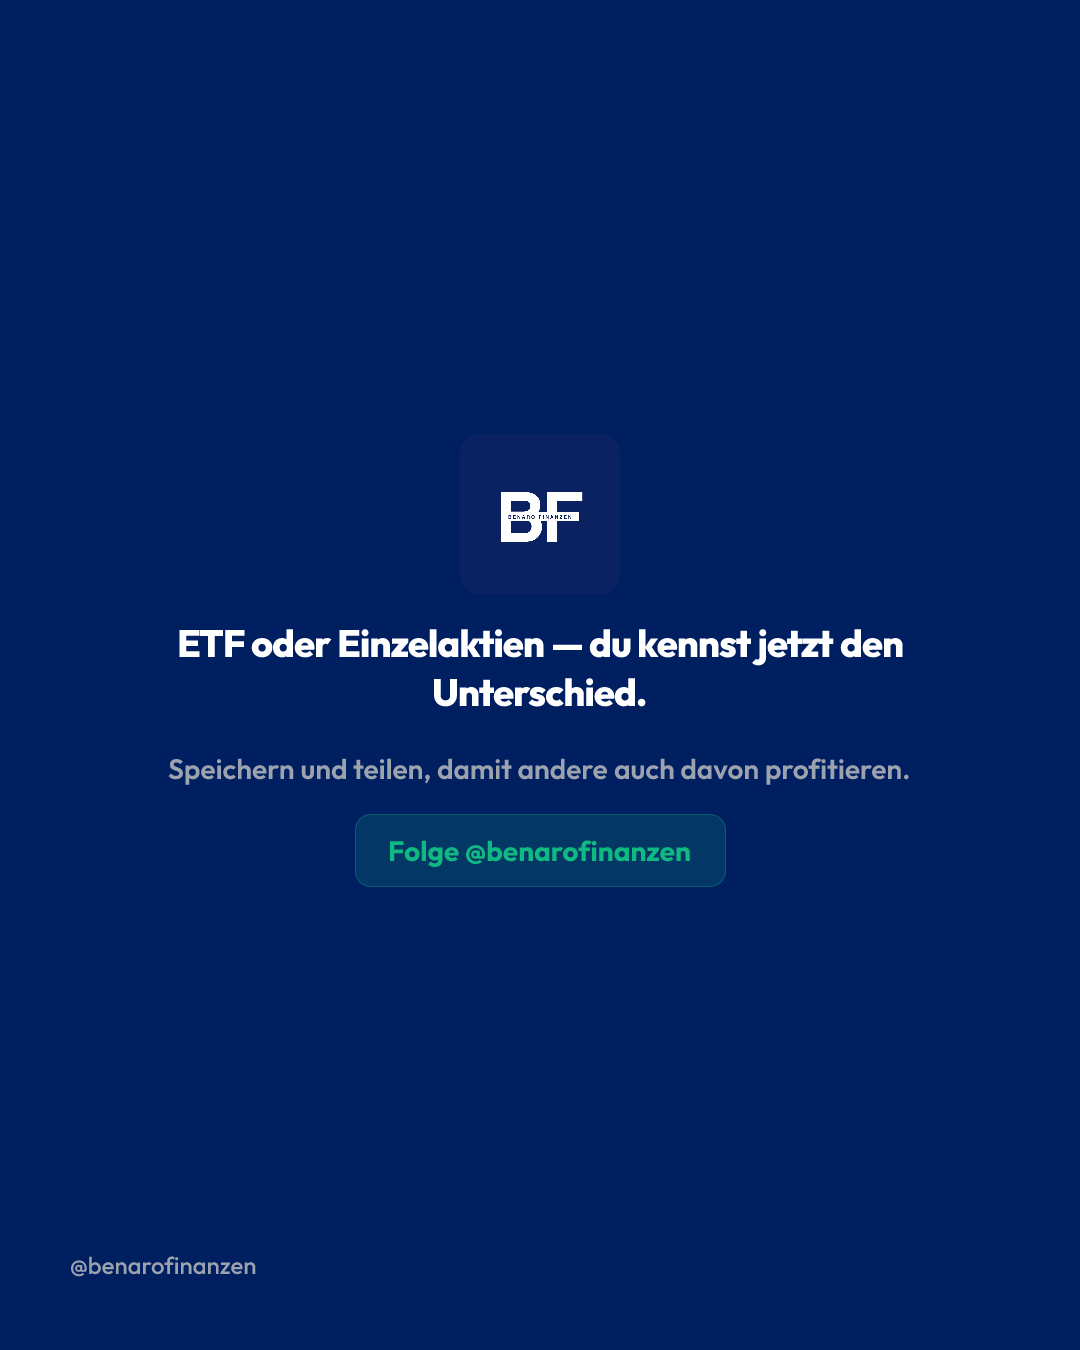 BF
BENARO FINANZEN
ETF oder Einzelaktien — du kennst jetzt den
Unterschied.
Speichern und teilen, damit andere auch davon profitieren.
Folge @benarofinanzen
@benarofinanzen